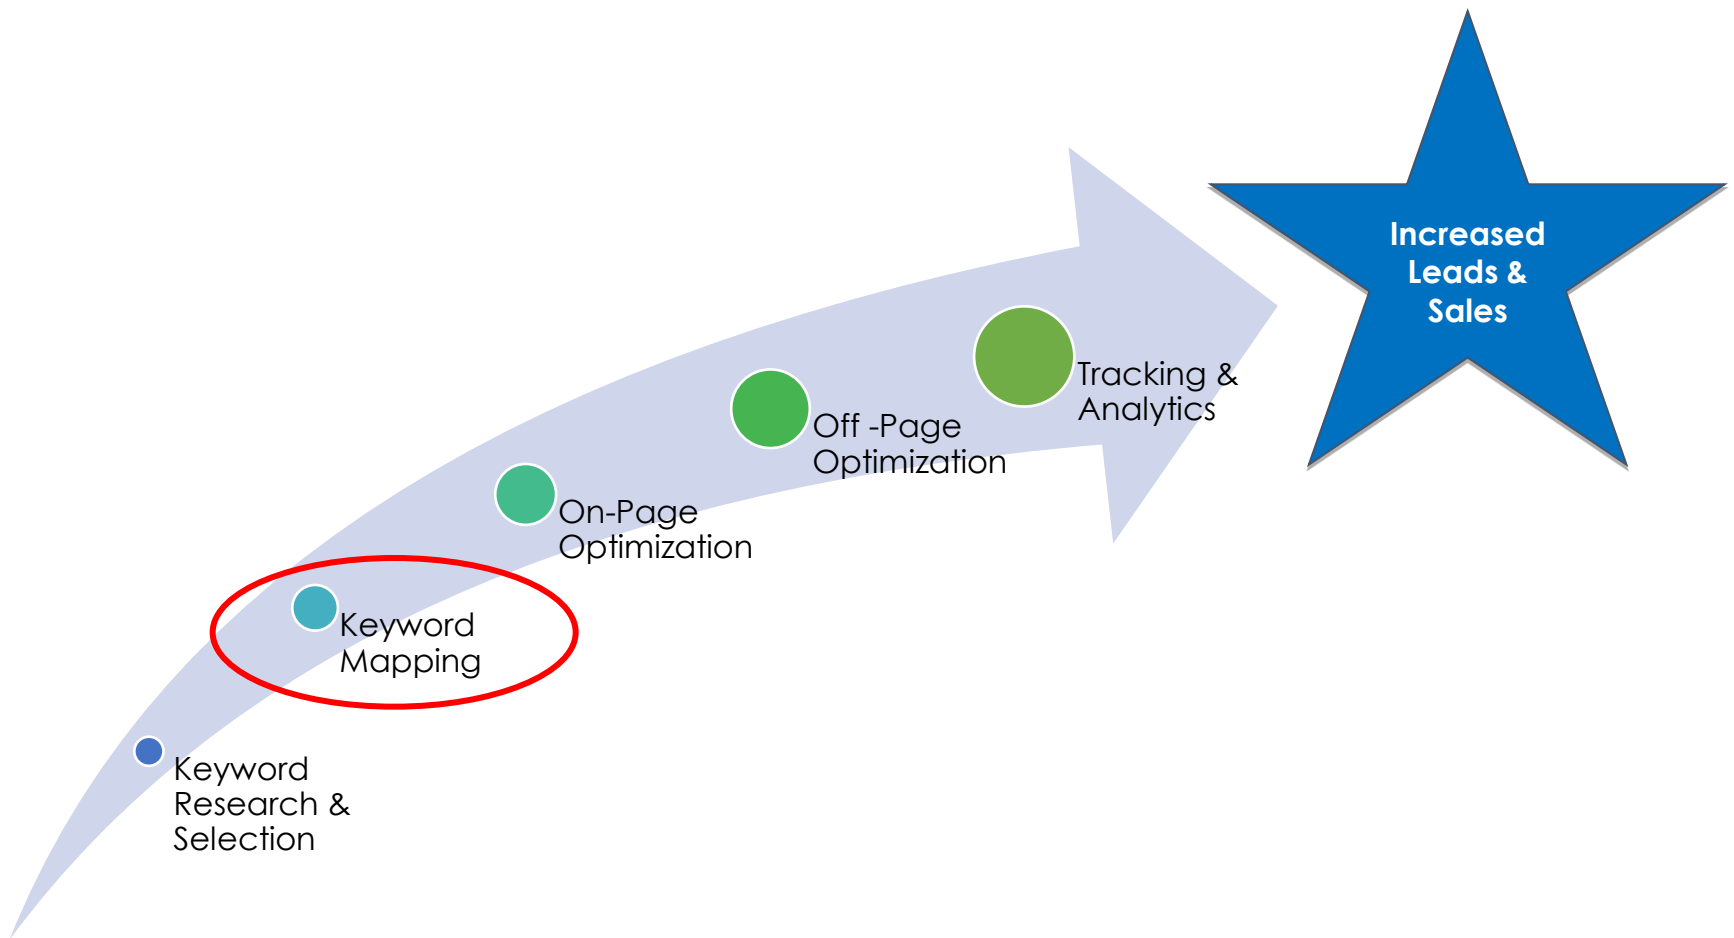 Increased
Leads &
Sales
Tracking &
Analytics
Off -Page
Optimization
On-Page
Optimization
Keyword
Mapping
Keyword
Research &
Selection